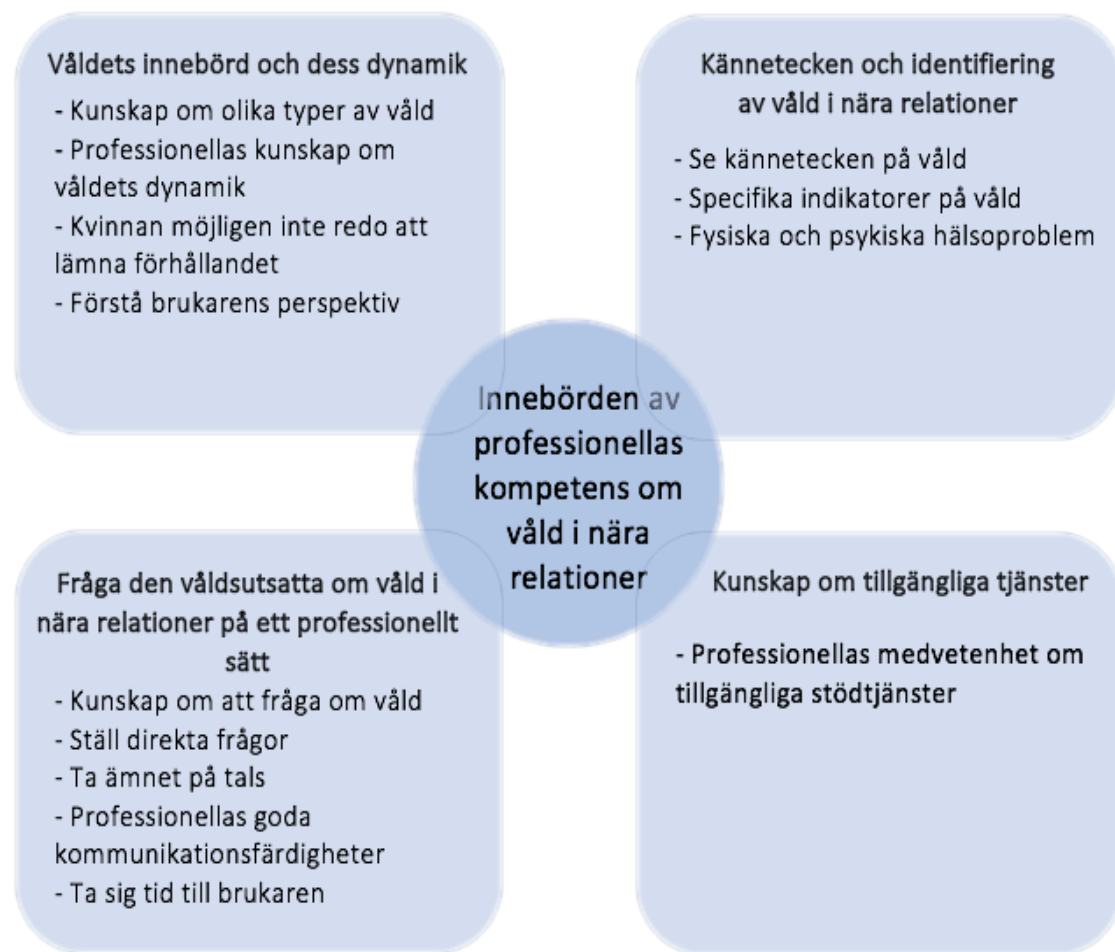 Våldets innebörd och dess dynamik
- Kunskap om olika typer av våld
- Professionellas kunskap om
våldets dynamik
- Kvinnan möjligen inte redo att
lämna förhållandet
- Förstå brukarens perspektiv
Kännetecken och identifiering
av våld i nära relationer
- Se kännetecken på våld
- Specifika indikatorer på våld
- Fysiska och psykiska hälsoproblem
Innebörden av
professionellas
kompetens om
våld i nära
relationer
Fråga den våldsutsatta om våld i
nära relationer på ett professionellt
sätt
- Kunskap om att fråga om våld
- Ställ direkta frågor
- Ta ämnet på tals
- Professionellas goda
kommunikationsfärdigheter
- Ta sig tid till brukaren
Kunskap om tillgängliga tjänster
- Professionellas medvetenhet om
tillgängliga stödtjänster